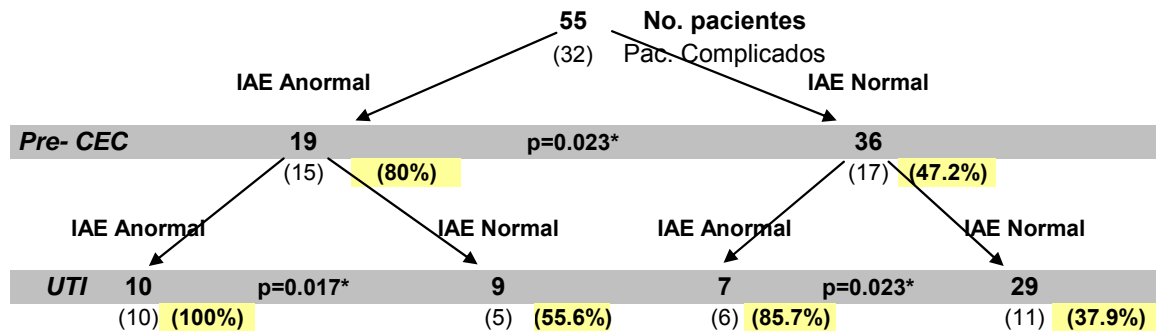 55 No. pacientes
(32) Pac. Complicados
IAE Anormal IAE Normal
Pre- CEC 19 p=0.023* 36
(15) (80%) (17) (47.2%)
IAE Anormal IAE Normal IAE Anormal IAE Normal
UTI 10 p=0.017* 9 7 p=0.023* 29
(10) (100%) (5) (55.6%) (6) (85.7%) (11) (37.9%)